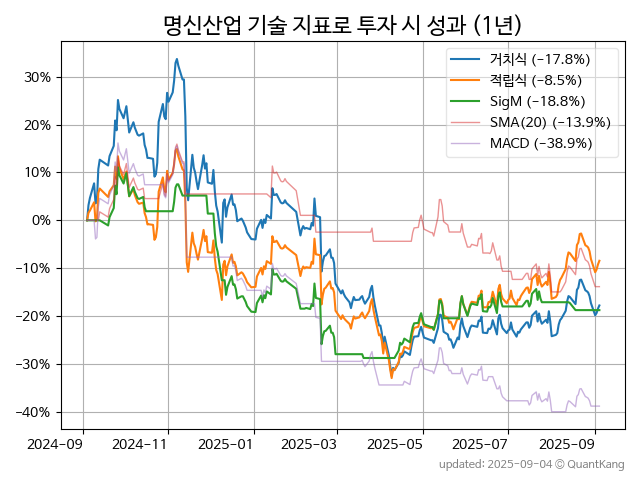 명신산업 기술 지표로 투자 시 성과 (1년)
거치식 (−17.8%)
적립식 (−8.5%)
SigM (−18.8%)
SMA(20) (−13.9%)
MACD (−38.9%)
30%
20%
10%
0%
−10%
−20%
−30%
−40%
2024−09
2024−11
2025−01
2025−03
2025−05
2025−07
2025−09
updated: 2025-09-04 © QuantKang